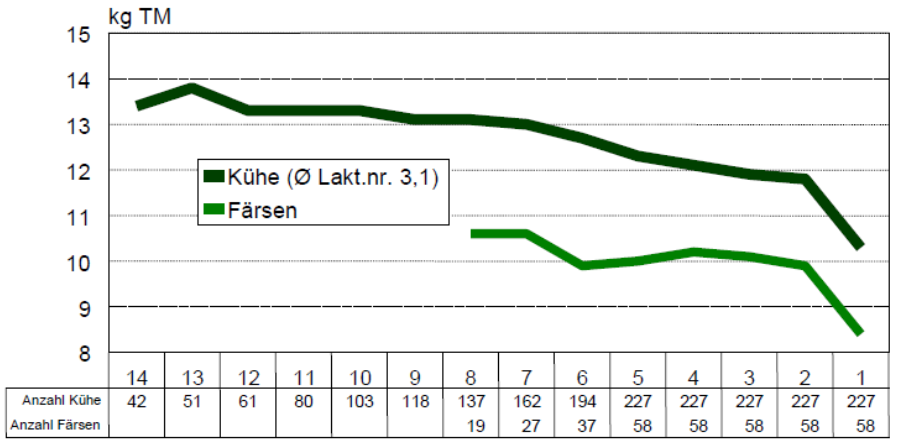 kg TM
15
14
13
12
11
10
9
8
Kühe (Ø Lakt.nr. 3,1)
Färsen
14 13 12 11 10 9 8 7 6 5 4 3 2 1
Anzahl Kühe 42 51 61 80 103 118 137 162 194 227 227 227 227 227
Anzahl Färsen 19 27 37 58 58 58 58 58